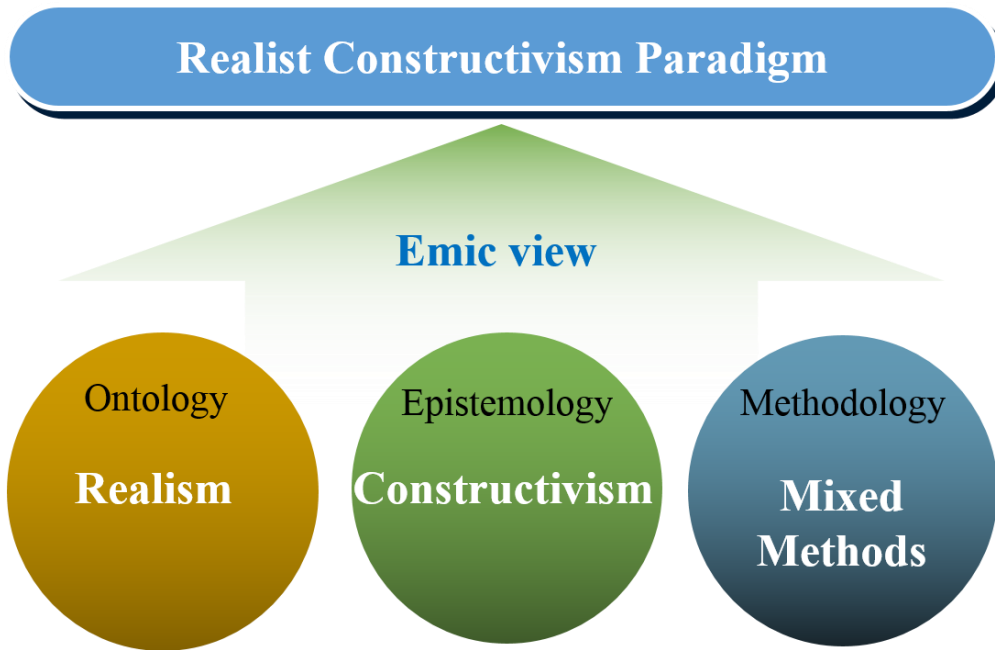 Realist Constructivism Paradigm
Emic view
Ontology
Realism
Epistemology
Constructivism
Methodology
Mixed
Methods